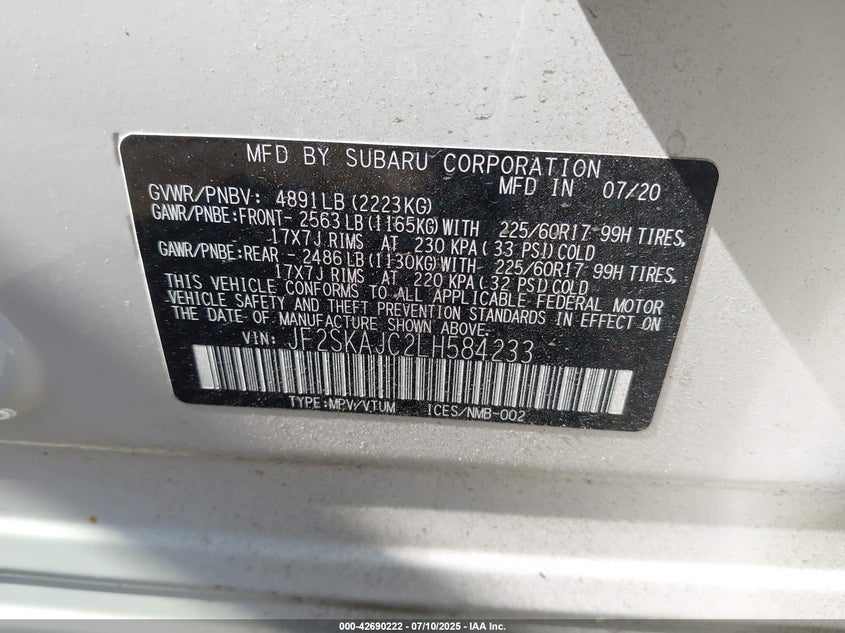 MFD BY SUBARU CORPORATION
MFD IN 07/20
GVWR/PNBV: 4891LB(2223KG)
GAWR/PNBE:FRONT- 2563LB(1165KG)WITH 225/60R17 99H TIRES,
17X7J RIMS AT 230 KPA( 33 PSI)COLD
GAWR/PNBE:REAR - 2486LB(1130KG)WITH 225/60R17 99H TIRES,
17X7J RIMS AT 220 KPA( 32 PSI)COLD
THIS VEHICLE CONFORMS TO ALL APPLICABLE FEDERAL MOTOR
VEHICLE SAFETY AND THEFT PREVENTION STANDARDS IN EFFECT ON
THE DATE OF MANUFACTURE SHOWN ABOVE.
VIN: JF2SKAJC2LH584233
TYPE:MPV/VTUM ICES/NMB-002
000-42690222 - 07/10/2025 - IAA Inc.